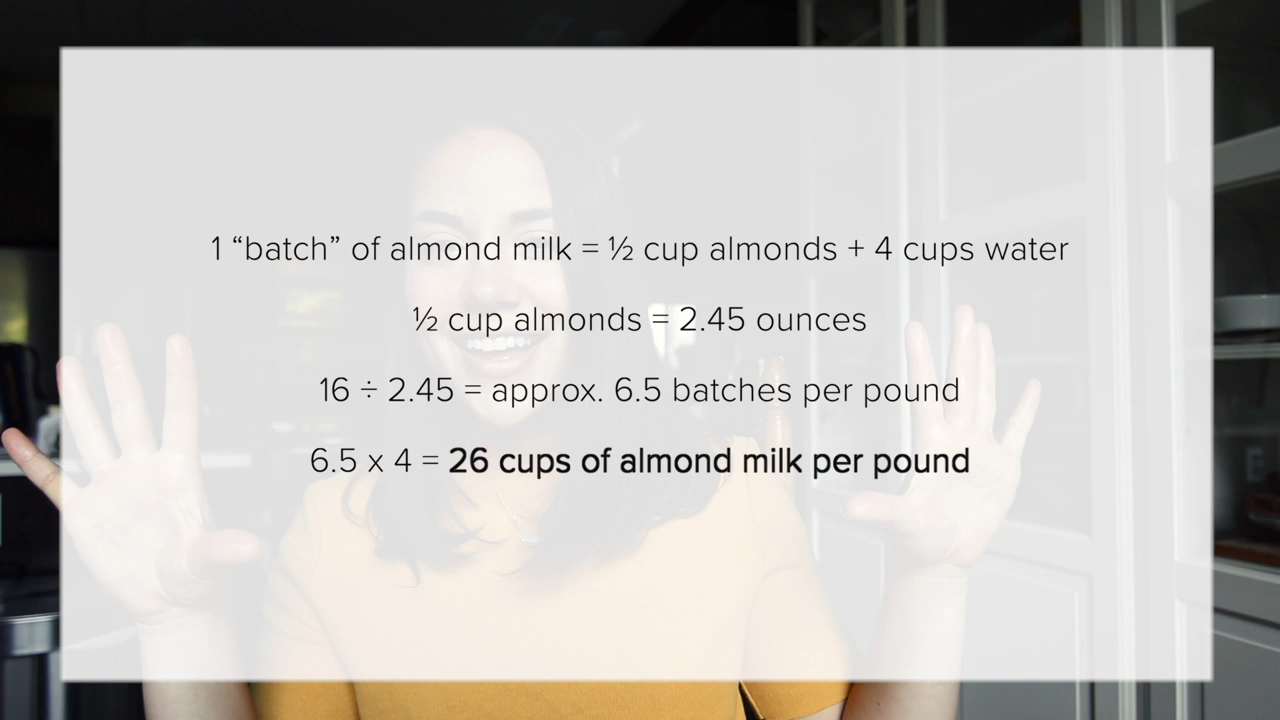 1 “batch” of almond milk = ½ cup almonds + 4 cups water
½ cup almonds = 2.45 ounces
16 ÷ 2.45 = approx. 6.5 batches per pound
6.5 x 4 = 26 cups of almond milk per pound